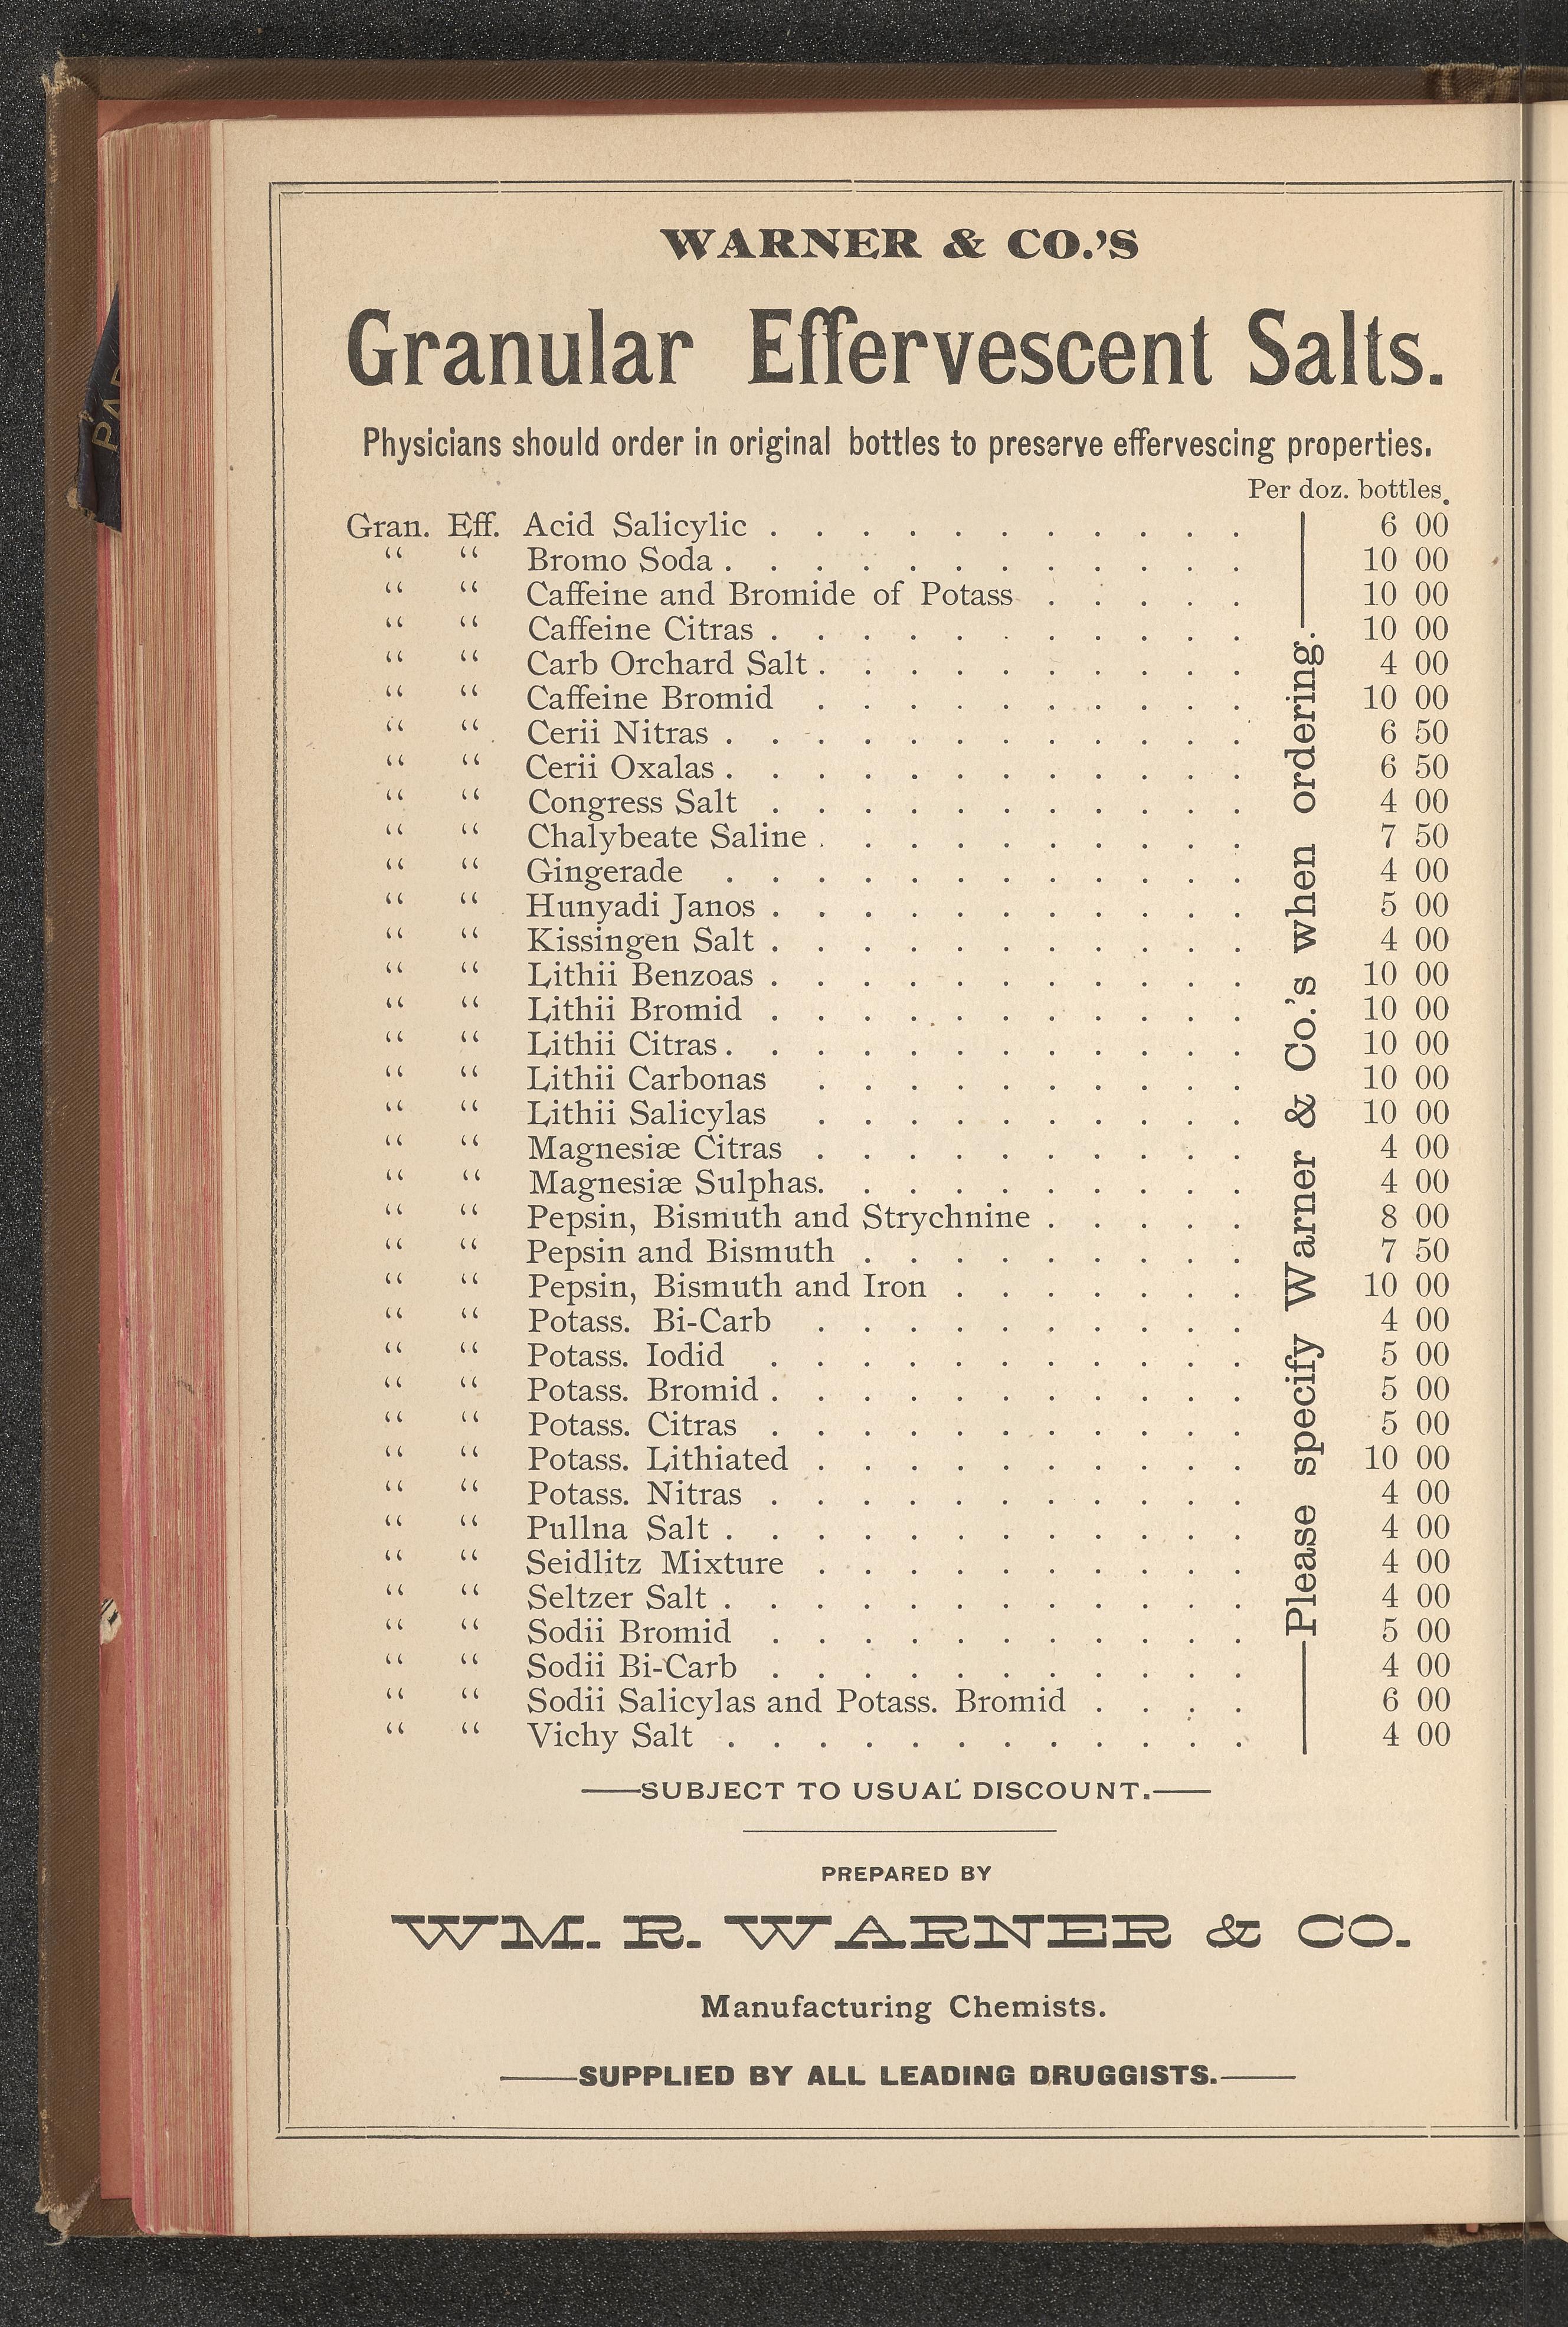 WARNER & CO.'S
Granular Effervescent Salts.
Physicians should order in original bottles to preserve effervescing properties.
Per doz. bottles.
Gran. Eff. Acid Salicylic . . . . . . . . . . . 6 00
“ “ Bromo Soda . . . . . . . . . . . . 10 00
“ “ Caffeine and Bromide of Potass . . . . . 10 00
“ “ Caffeine Citras . . . . . . . . . . . 10 00
“ “ Carb Orchard Salt . . . . . . . . . . 4 00
“ “ Caffeine Bromid . . . . . . . . . . 10 00
“ “ Cerii Nitras . . . . . . . . . . . . 6 50
“ “ Cerii Oxalas . . . . . . . . . . . . 6 50
“ “ Congress Salt . . . . . . . . . . . 4 00
“ “ Chalybeate Saline . . . . . . . . . . 7 50
“ “ Gingerade . . . . . . . . . . . . 4 00
“ “ Hunyadi Janos . . . . . . . . . . . 5 00
“ “ Kissingen Salt . . . . . . . . . . . 4 00
“ “ Lithii Benzoas . . . . . . . . . . . 10 00
“ “ Lithii Bromid . . . . . . . . . . . 10 00
“ “ Lithii Citras . . . . . . . . . . . . 10 00
“ “ Lithii Carbonas . . . . . . . . . . 10 00
“ “ Lithii Salicylas . . . . . . . . . . 10 00
“ “ Magnesiæ Citras . . . . . . . . . . 4 00
“ “ Magnesiæ Sulphas. . . . . . . . . . 4 00
“ “ Pepsin, Bismuth and Strychnine . . . . . 8 00
“ “ Pepsin and Bismuth . . . . . . . . . 7 50
“ “ Pepsin, Bismuth and Iron . . . . . . . 10 00
“ “ Potass. Bi-Carb . . . . . . . . . . 4 00
“ “ Potass. Iodid . . . . . . . . . . . 5 00
“ “ Potass. Bromid . . . . . . . . . . . 5 00
“ “ Potass. Citras . . . . . . . . . . . 5 00
“ “ Potass. Lithiated . . . . . . . . . . 10 00
“ “ Potass. Nitras . . . . . . . . . . . 4 00
“ “ Pullna Salt . . . . . . . . . . . . 4 00
“ “ Seidlitz Mixture . . . . . . . . . . 4 00
“ “ Seltzer Salt . . . . . . . . . . . . 4 00
“ “ Sodii Bromid . . . . . . . . . . . 5 00
“ “ Sodii Bi-Carb . . . . . . . . . . . 4 00
“ “ Sodii Salicylas and Potass. Bromid . . . . 6 00
“ “ Vichy Salt . . . . . . . . . . . . 4 00
—Please specify Warner & Co.'s when ordering.—
—SUBJECT TO USUAL DISCOUNT.—
PREPARED BY
WM. R. WARNER & CO.
Manufacturing Chemists.
—SUPPLIED BY ALL LEADING DRUGGISTS.—